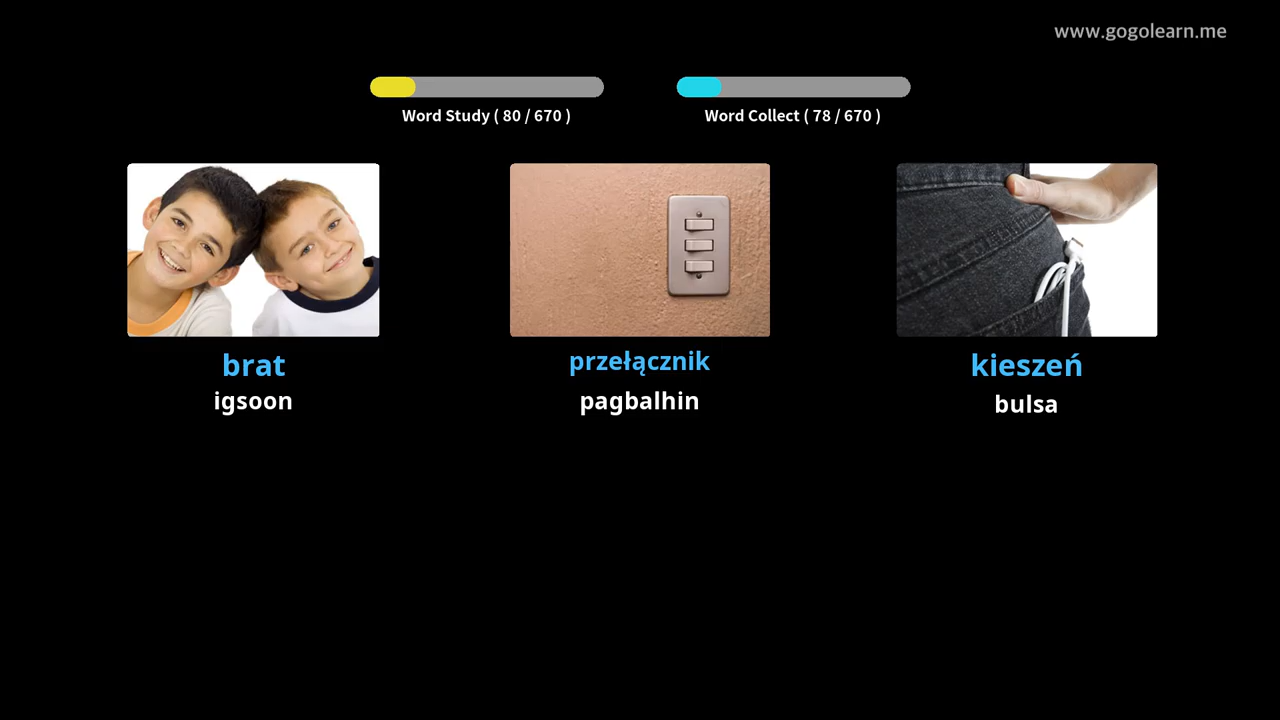 www.gogolearn.me
Word Study ( 80 / 670 )
Word Collect ( 78 / 670 )
brat
igsoon
przełącznik
pagbalhin
kieszeń
bulsa